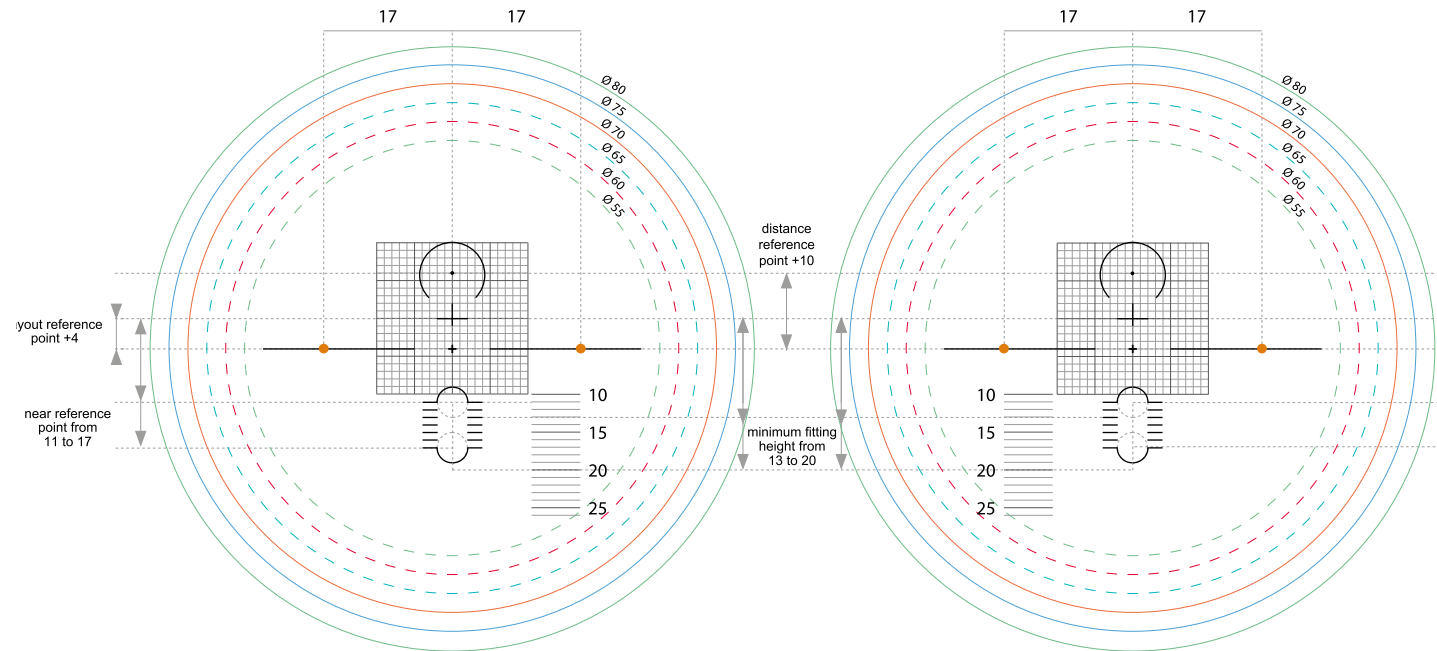 17
17
17
17
Ø 80
Ø 75
Ø 70
Ø 65
Ø 60
Ø 55
Ø 80
Ø 75
Ø 70
Ø 65
Ø 60
Ø 55
distance
reference
point +10
yout reference
point +4
near reference
point from
11 to 17
10
15
20
25
minimum fitting
height from
13 to 20
10
15
20
25